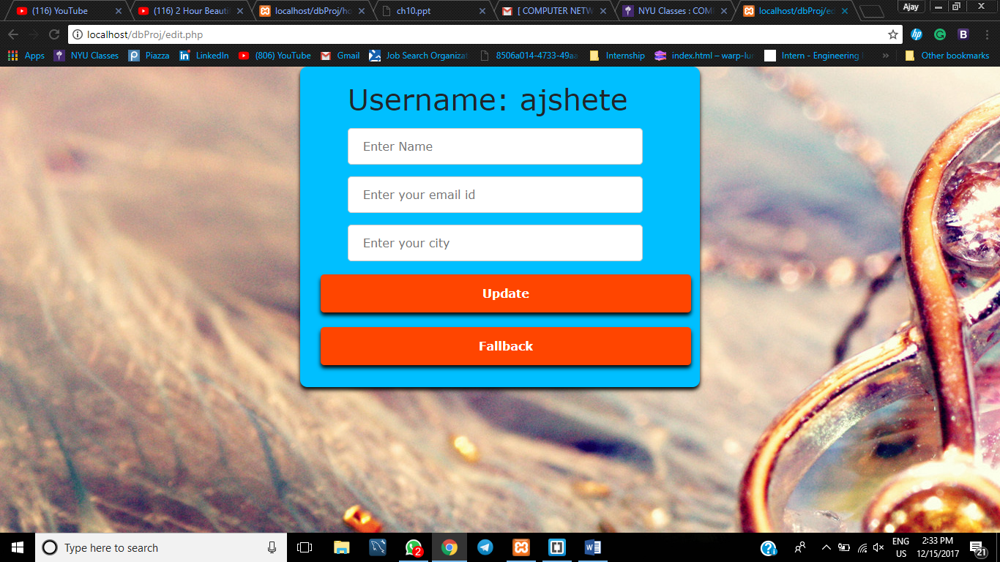 (116) YouTube
(116) 2 Hour Beauti
localhost/dbProj/ho
ch10.ppt
[ COMPUTER NETW
NYU Classes : COM
localhost/dbProj/ed
Ajay
localhost/dbProj/edit.php
Apps
NYU Classes
Piazza
LinkedIn
(806) YouTube
Gmail
Job Search Organizat
8506a014-4733-49aa
Internship
index.html – warp-lur
Intern - Engineering
»
Other bookmarks
Username: ajshete
Enter Name
Enter your email id
Enter your city
Update
Fallback
Type here to search
2
ENG
US
2:33 PM
12/15/2017
21